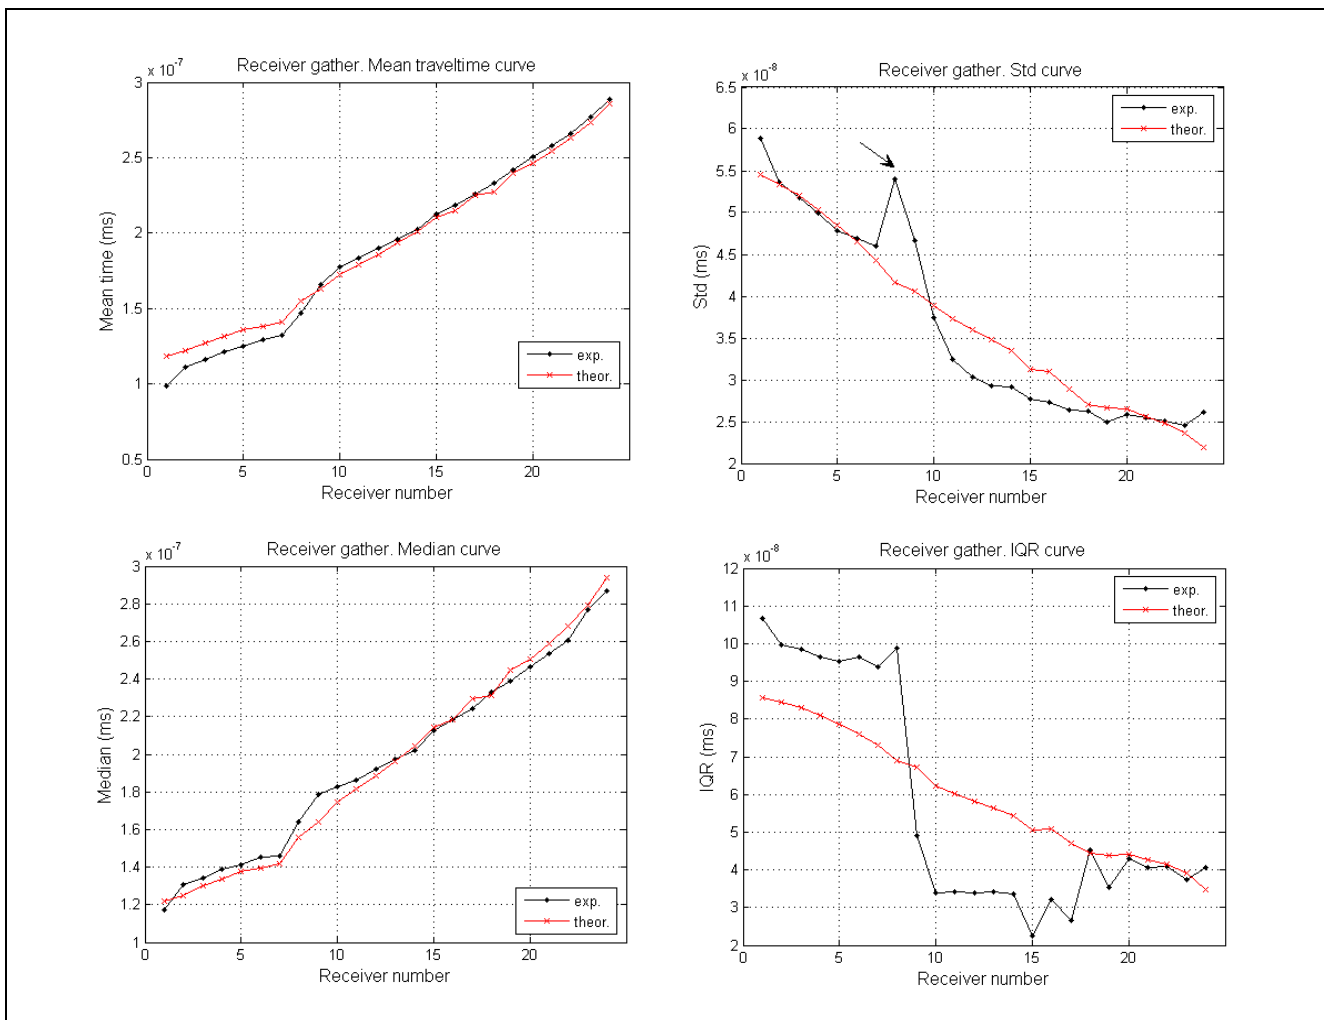 Receiver gather. Mean traveltime curve
x 10-7
3
2.5
2
1.5
1
0.5
0
5
10
15
20
Mean time (ms)
Receiver number
exp.
theor.
Receiver gather. Std curve
x 10-8
6.5
6
5.5
5
4.5
4
3.5
3
2.5
2
0
5
10
15
20
Std (ms)
Receiver number
exp.
theor.
Receiver gather. Median curve
x 10-7
3
2.8
2.6
2.4
2.2
2
1.8
1.6
1.4
1.2
1
0
5
10
15
20
Median (ms)
Receiver number
exp.
theor.
Receiver gather. IQR curve
x 10-8
12
11
10
9
8
7
6
5
4
3
2
0
5
10
15
20
IQR (ms)
Receiver number
exp.
theor.